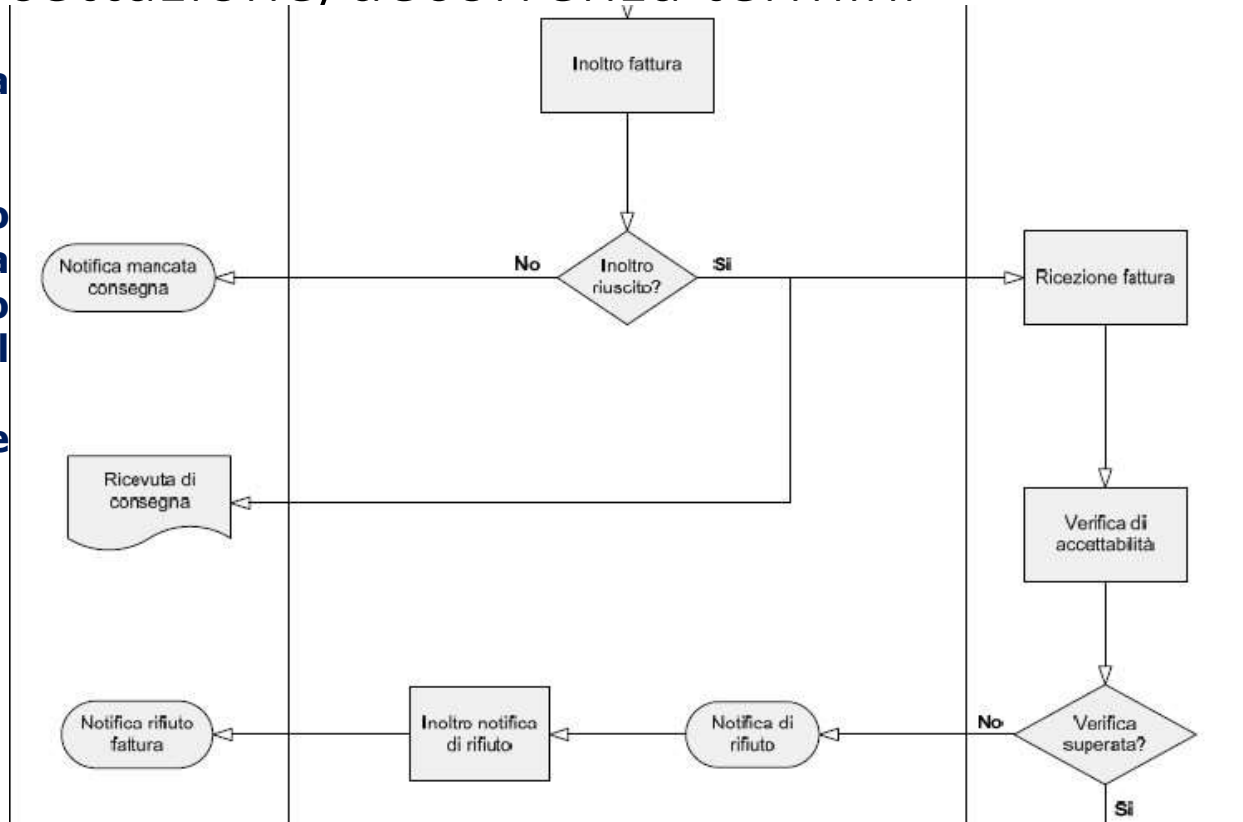 Inoltro fattura
Notifica mancata
consegna
No
Inoltro
riuscito?
Si
Ricezione fattura
Ricevuta di
consegna
Verifica di
accettabilità
Notifica rifiuto
fattura
Inoltro notifica
di rifiuto
Notifica di
rifiuto
No
Verifica
superata?
Si